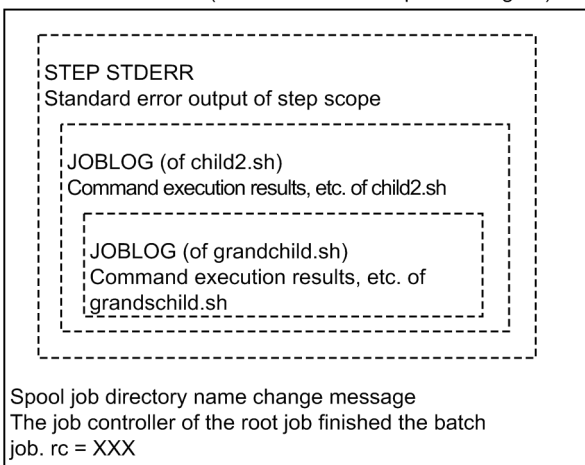 STEP STDERR
Standard error output of step scope
JOBLOG (of child2.sh)
Command execution results, etc. of child2.sh
JOBLOG (of grandchild.sh)
Command execution results, etc. of
grandschild.sh
Spool job directory name change message
The job controller of the root job finished the batch
job. rc = XXX